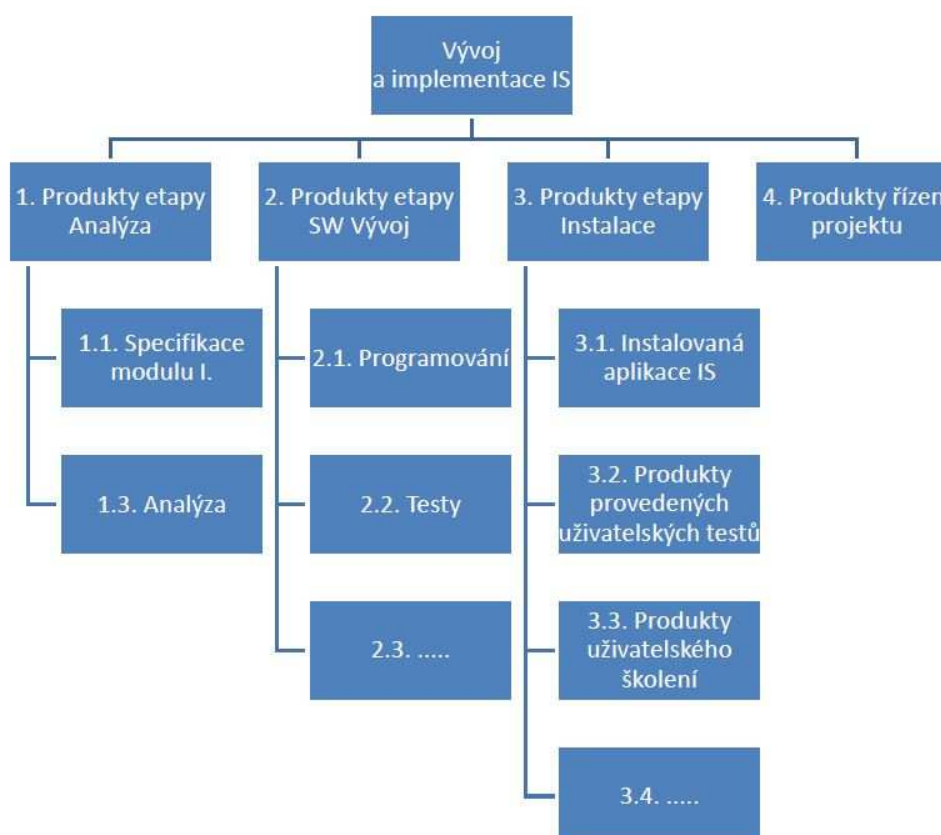 Vývoj
a implementace IS
1. Produkty etapy
Analýza
2. Produkty etapy
SW Vývoj
3. Produkty etapy
Instalace
4. Produkty řízen
projektu
1.1. Specifikace
modulu I.
1.3. Analýza
2.1. Programování
2.2. Testy
2.3. .....
3.1. Instalovaná
aplikace IS
3.2. Produkty
provedených
uživatelských testů
3.3. Produkty
uživatelského
školení
3.4. .....